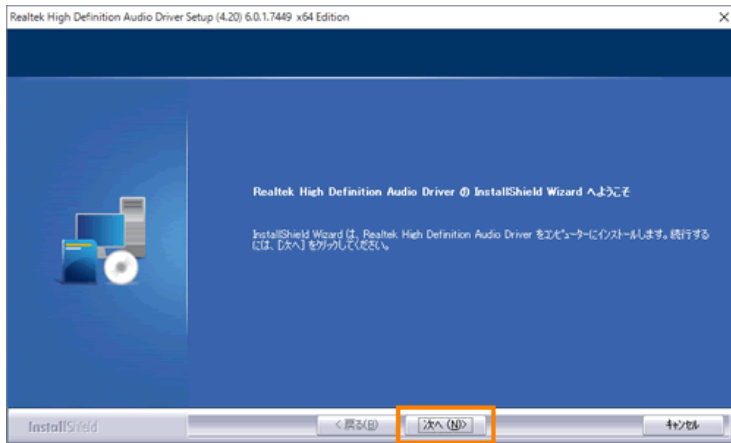 Realtek High Definition Audio Driver Setup (4.20) 6.0.1.7449 x64 Edition
Realtek High Definition Audio Driver の InstallShield Wizard へようこそ
InstallShield Wizard は、Realtek High Definition Audio Driver をコンピューターにインストールします。続行する
には、[次へ] をクリックしてください。
InstallShield
< 戻る(B) 次へ (N)> キャンセル